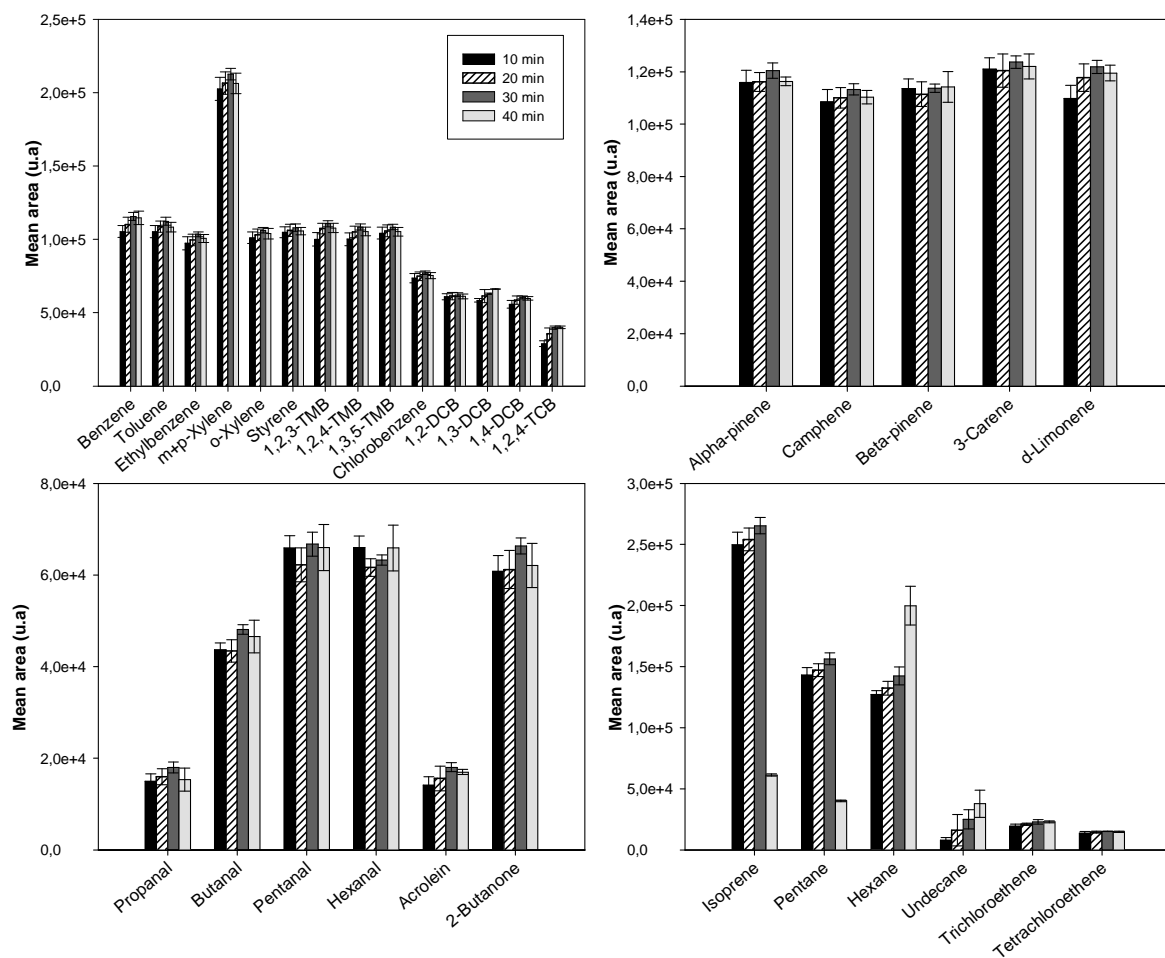 Mean area (u.a)
2,5e+5
2,0e+5
1,5e+5
1,0e+5
5,0e+4
0,0
10 min
20 min
30 min
40 min
Benzene
Toluene
Ethylbenzene
m+p-Xylene
o-Xylene
Styrene
1,2,3-TMB
1,2,4-TMB
1,3,5-TMB
Chlorobenzene
1,2-DCB
1,3-DCB
1,4-DCB
1,2,4-TCB
Mean area (u.a)
1,4e+5
1,2e+5
1,0e+5
8,0e+4
6,0e+4
4,0e+4
2,0e+4
0,0
Alpha-pinene
Camphene
Beta-pinene
3-Carene
d-Limonene
Mean area (u.a)
8,0e+4
6,0e+4
4,0e+4
2,0e+4
0,0
Propanal
Butanal
Pentanal
Hexanal
Acrolein
2-Butanone
Mean area (u.a)
3,0e+5
2,5e+5
2,0e+5
1,5e+5
1,0e+5
5,0e+4
0,0
Isoprene
Pentane
Hexane
Undecane
Trichloroethene
Tetrachloroethene